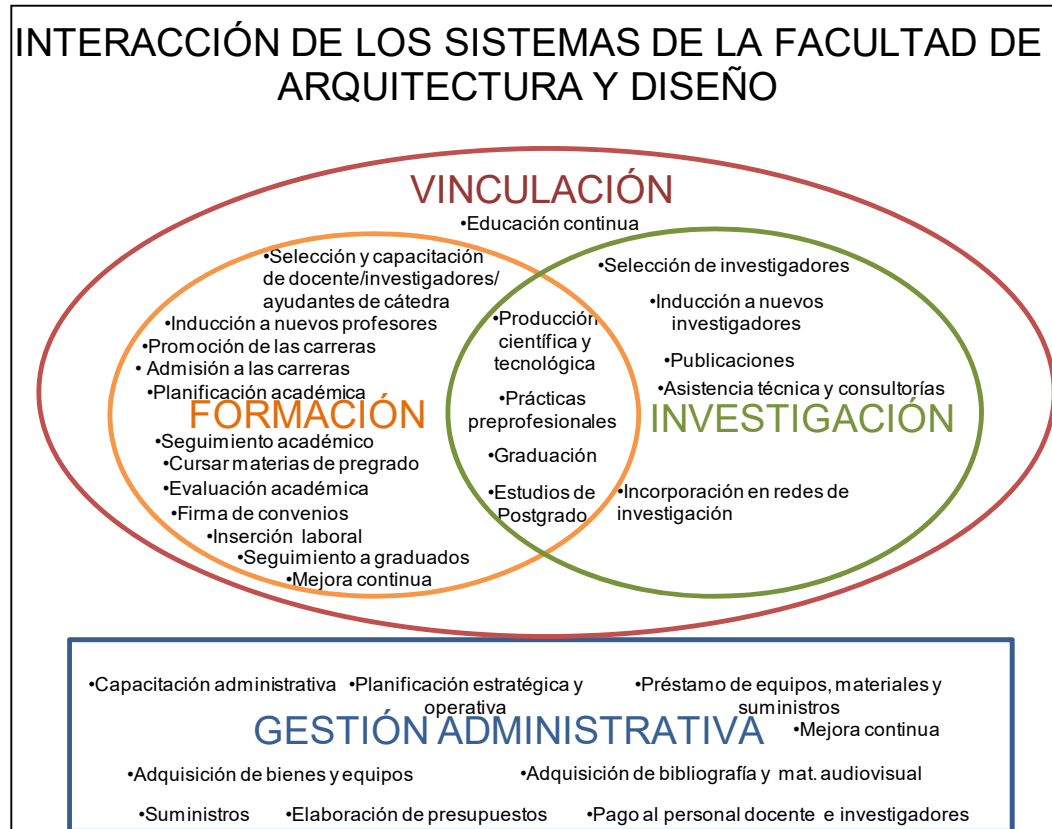 INTERACCIÓN DE LOS SISTEMAS DE LA FACULTAD DE
ARQUITECTURA Y DISEÑO
VINCULACIÓN
•Educación continua
•Selección y capacitación
de docente/investigadores/
ayudantes de cátedra
•Inducción a nuevos profesores
•Promoción de las carreras
• Admisión a las carreras
•Planificación académica
FORMACIÓN
•Seguimiento académico
•Cursar materias de pregrado
•Evaluación académica
•Firma de convenios
•Inserción laboral
•Seguimiento a graduados
•Mejora continua
•Producción
científica y
tecnológica
•Prácticas
preprofesionales
•Graduación
•Estudios de
Postgrado
•Selección de investigadores
•Inducción a nuevos
investigadores
•Publicaciones
•Asistencia técnica y consultorías
INVESTIGACIÓN
•Incorporación en redes de
investigación
•Capacitación administrativa
•Planificación estratégica y
operativa
•Préstamo de equipos, materiales y
suministros
GESTIÓN ADMINISTRATIVA
•Mejora continua
•Adquisición de bienes y equipos
•Adquisición de bibliografía y mat. audiovisual
•Suministros
•Elaboración de presupuestos
•Pago al personal docente e investigadores